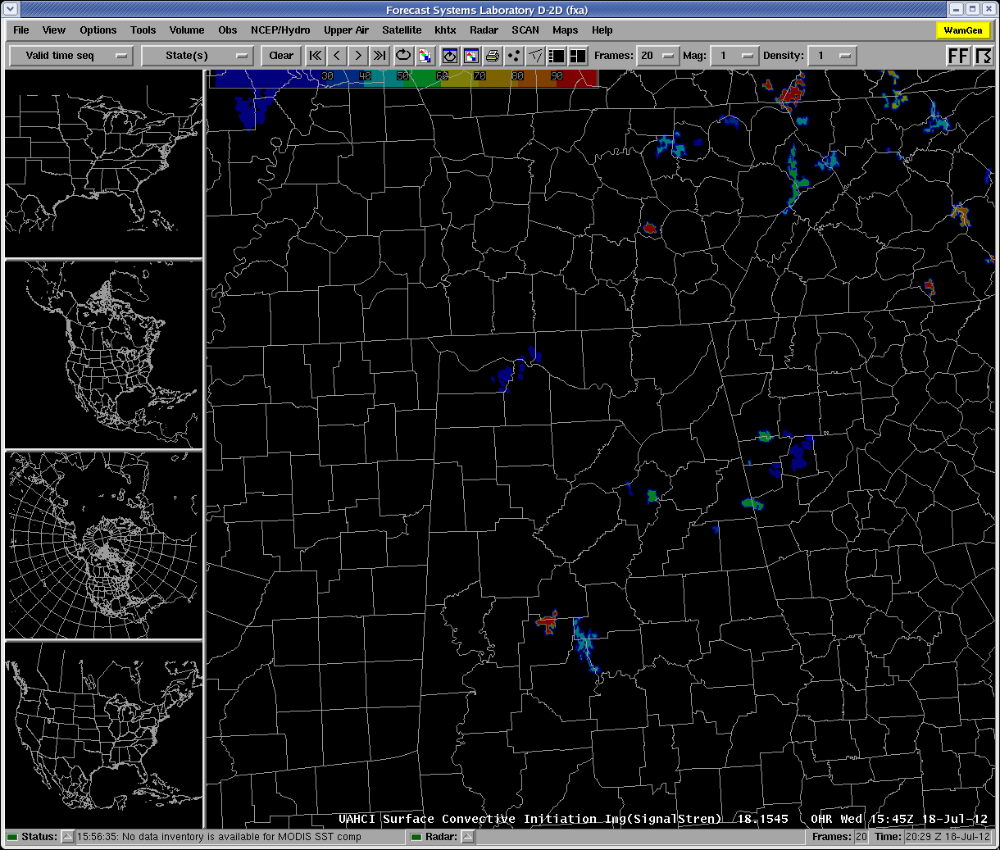 Forecast Systems Laboratory D-2D (fxa)
File View Options Tools Volume Obs NCEP/Hydro Upper Air Satellite khtx Radar SCAN Maps Help WarnGen
Valid time seq State(s) Clear Frames: 20 Mag: 1 Density: 1 FF
30 40 50 60 70 80 90
UAHCI Surface Convective Initiation Img(SignalStren) 18.1545 0HR Wed 15:45Z 18-Jul-12
Status: 15:56:35: No data inventory is available for MODIS SST comp Radar: Frames: 20 Time: 20:29 Z 18-Jul-12